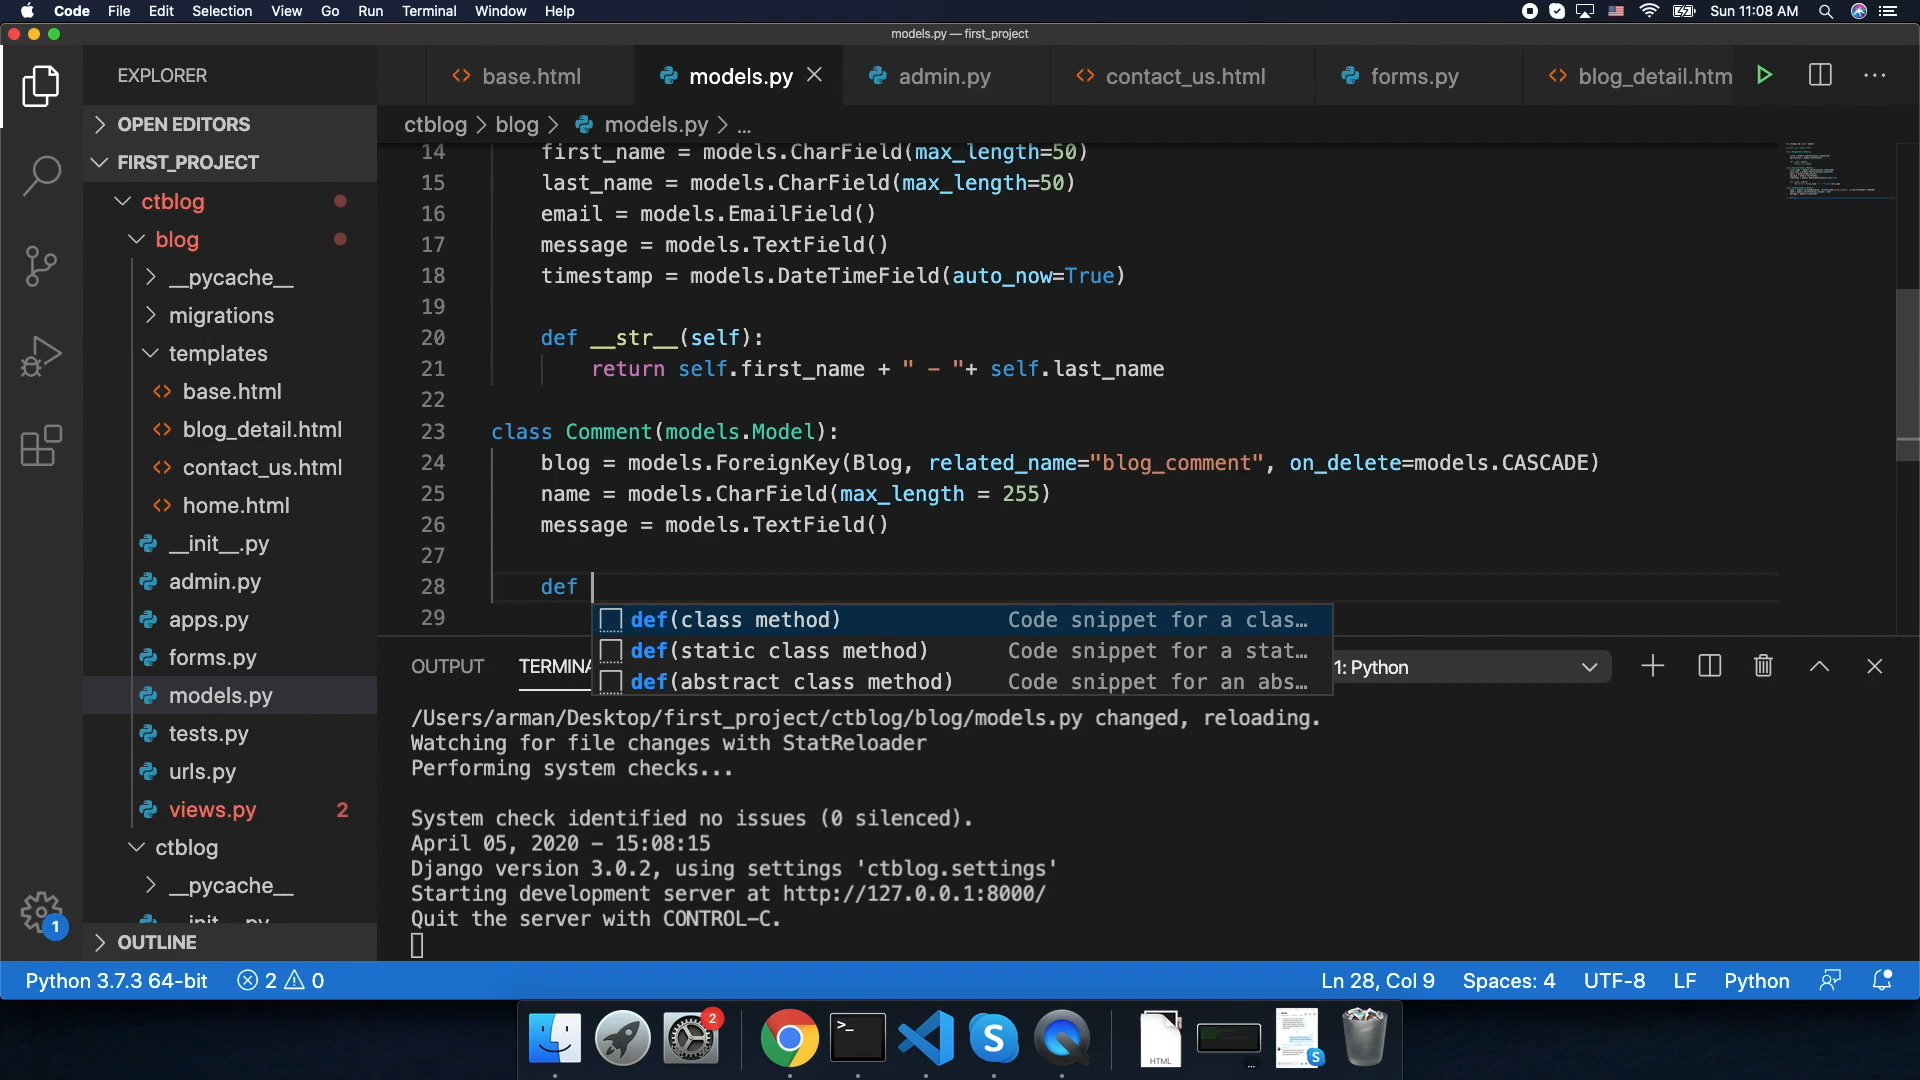 Code File Edit Selection View Go Run Terminal Window Help Sun 11:08 AM
models.py — first_project
EXPLORER
base.html models.py admin.py contact_us.html forms.py blog_detail.htm
OPEN EDITORS
FIRST_PROJECT
ctblog
blog
__pycache__
migrations
templates
base.html
blog_detail.html
contact_us.html
home.html
__init__.py
admin.py
apps.py
forms.py
models.py
tests.py
urls.py
views.py 2
ctblog
__pycache__
__init__.py
OUTLINE
1
ctblog > blog > models.py > ...
14 first_name = models.CharField(max_length=50)
15 last_name = models.CharField(max_length=50)
16 email = models.EmailField()
17 message = models.TextField()
18 timestamp = models.DateTimeField(auto_now=True)
19
20 def __str__(self):
21 return self.first_name + " - "+ self.last_name
22
23 class Comment(models.Model):
24 blog = models.ForeignKey(Blog, related_name="blog_comment", on_delete=models.CASCADE)
25 name = models.CharField(max_length = 255)
26 message = models.TextField()
27
28 def
29
def(class method) Code snippet for a clas…
def(static class method) Code snippet for a stat…
def(abstract class method) Code snippet for an abs…
OUTPUT TERMINA 1: Python
/Users/arman/Desktop/first_project/ctblog/blog/models.py changed, reloading.
Watching for file changes with StatReloader
Performing system checks...
System check identified no issues (0 silenced).
April 05, 2020 - 15:08:15
Django version 3.0.2, using settings 'ctblog.settings'
Starting development server at http://127.0.0.1:8000/
Quit the server with CONTROL-C.
Python 3.7.3 64-bit 2 0 Ln 28, Col 9 Spaces: 4 UTF-8 LF Python
2
HTML